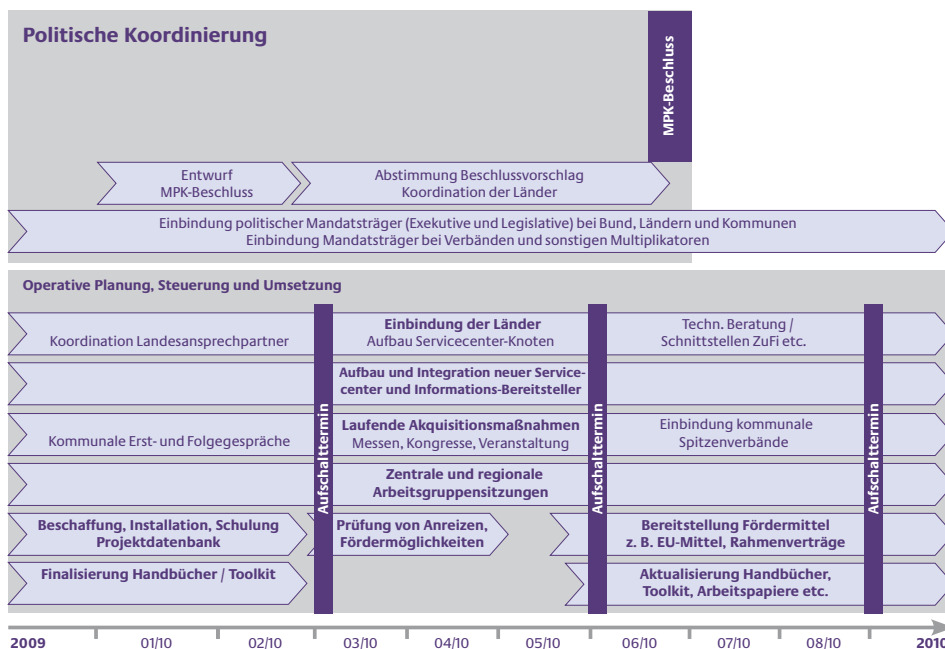 Politische Koordinierung
MPK-Beschluss
Entwurf
MPK-Beschluss
Abstimmung Beschlussvorschlag
Koordination der Länder
Einbindung politischer Mandatsträger (Exekutive und Legislative) bei Bund, Ländern und Kommunen
Einbindung Mandatsträger bei Verbänden und sonstigen Multiplikatoren
Operative Planung, Steuerung und Umsetzung
Koordination Landesansprechpartner
Einbindung der Länder
Aufbau Servicecenter-Knoten
Techn. Beratung /
Schnittstellen ZuFi etc.
Aufbau und Integration neuer Service-
center und Informations-Bereitsteller
Kommunale Erst- und Folgegespräche
Laufende Akquisitionsmaßnahmen
Messen, Kongresse, Veranstaltung
Einbindung kommunale
Spitzenverbände
Zentrale und regionale
Arbeitsgruppensitzungen
Beschaffung, Installation, Schulung
Projektdatenbank
Prüfung von Anreizen,
Fördermöglichkeiten
Bereitstellung Fördermittel
z. B. EU-Mittel, Rahmenverträge
Finalisierung Handbücher / Toolkit
Aktualisierung Handbücher,
Toolkit, Arbeitspapiere etc.
Aufschalttermin
Aufschalttermin
Aufschalttermin
2009 01/10 02/10 03/10 04/10 05/10 06/10 07/10 08/10 2010